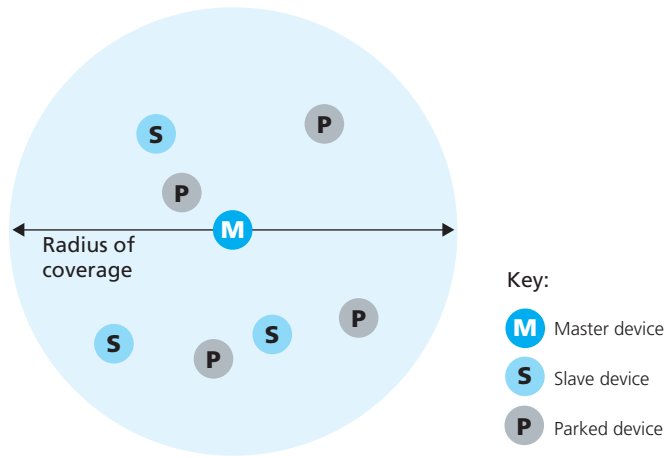 S
P
P
M
Radius of
coverage
S
P
S
P
Key:
M Master device
S Slave device
P Parked device